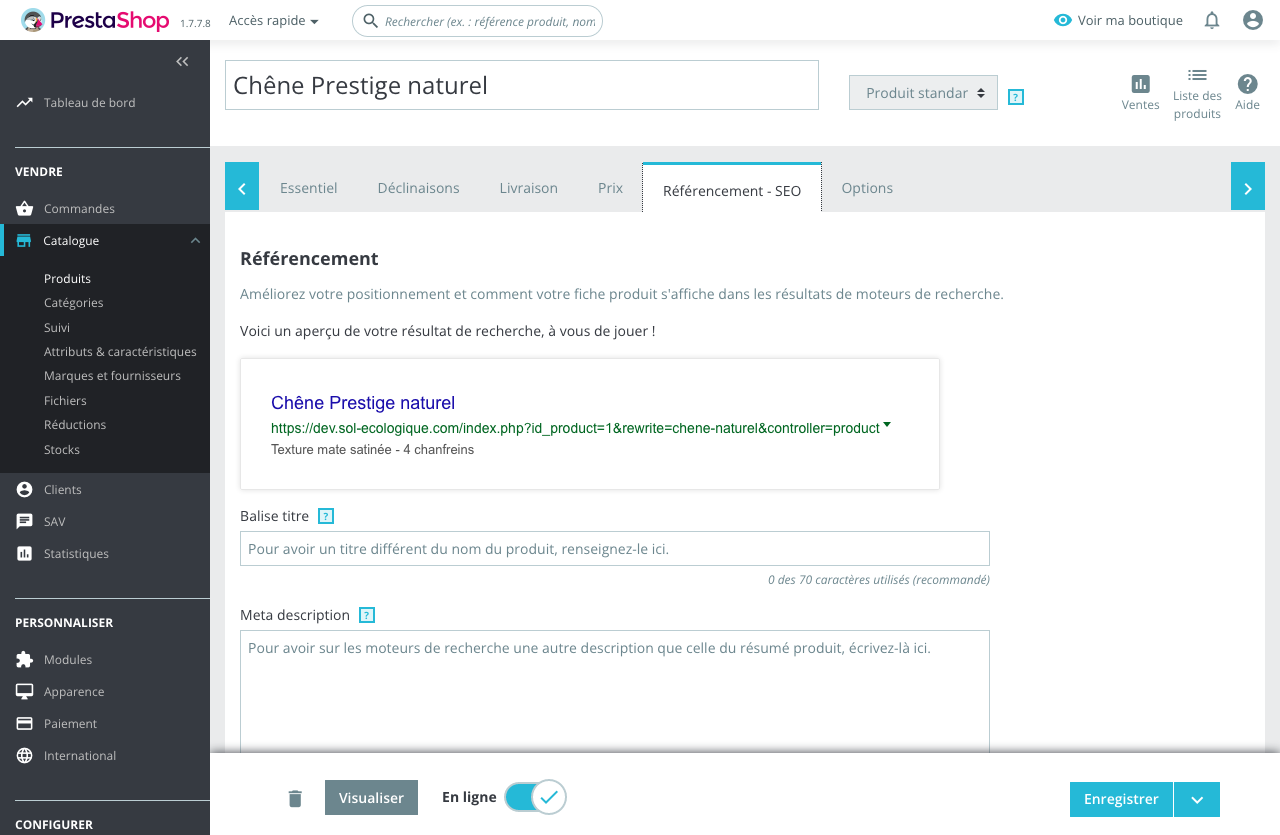 PrestaShop 1.7.7.8 Accès rapide Rechercher (ex. : référence produit, nom Voir ma boutique
Tableau de bord
VENDRE
Commandes
Catalogue
Produits
Catégories
Suivi
Attributs & caractéristiques
Marques et fournisseurs
Fichiers
Réductions
Stocks
Clients
SAV
Statistiques
PERSONNALISER
Modules
Apparence
Paiement
International
CONFIGURER
Chêne Prestige naturel
Produit standar ?
Ventes
Liste des
produits
Aide
Essentiel Déclinaisons Livraison Prix Référencement - SEO Options
Référencement
Améliorez votre positionnement et comment votre fiche produit s'affiche dans les résultats de moteurs de recherche.
Voici un aperçu de votre résultat de recherche, à vous de jouer !
Chêne Prestige naturel
https://dev.sol-ecologique.com/index.php?id_product=1&rewrite=chene-naturel&controller=product
Texture mate satinée - 4 chanfreins
Balise titre ?
Pour avoir un titre différent du nom du produit, renseignez-le ici.
0 des 70 caractères utilisés (recommandé)
Meta description ?
Pour avoir sur les moteurs de recherche une autre description que celle du résumé produit, écrivez-là ici.
Visualiser En ligne Enregistrer